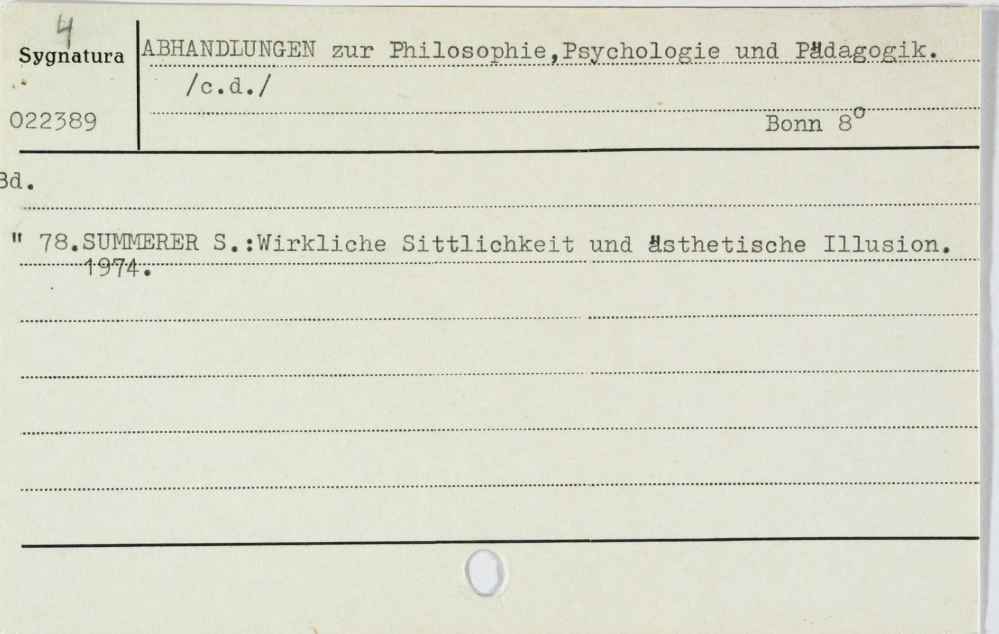 4
Sygnatura
ABHANDLUNGEN zur Philosophie,Psychologie und Pädagogik.
/c.d./
022389
Bonn 8º
Bd.
" 78.SUMMERER S.:Wirkliche Sittlichkeit und ästhetische Illusion.
1974.